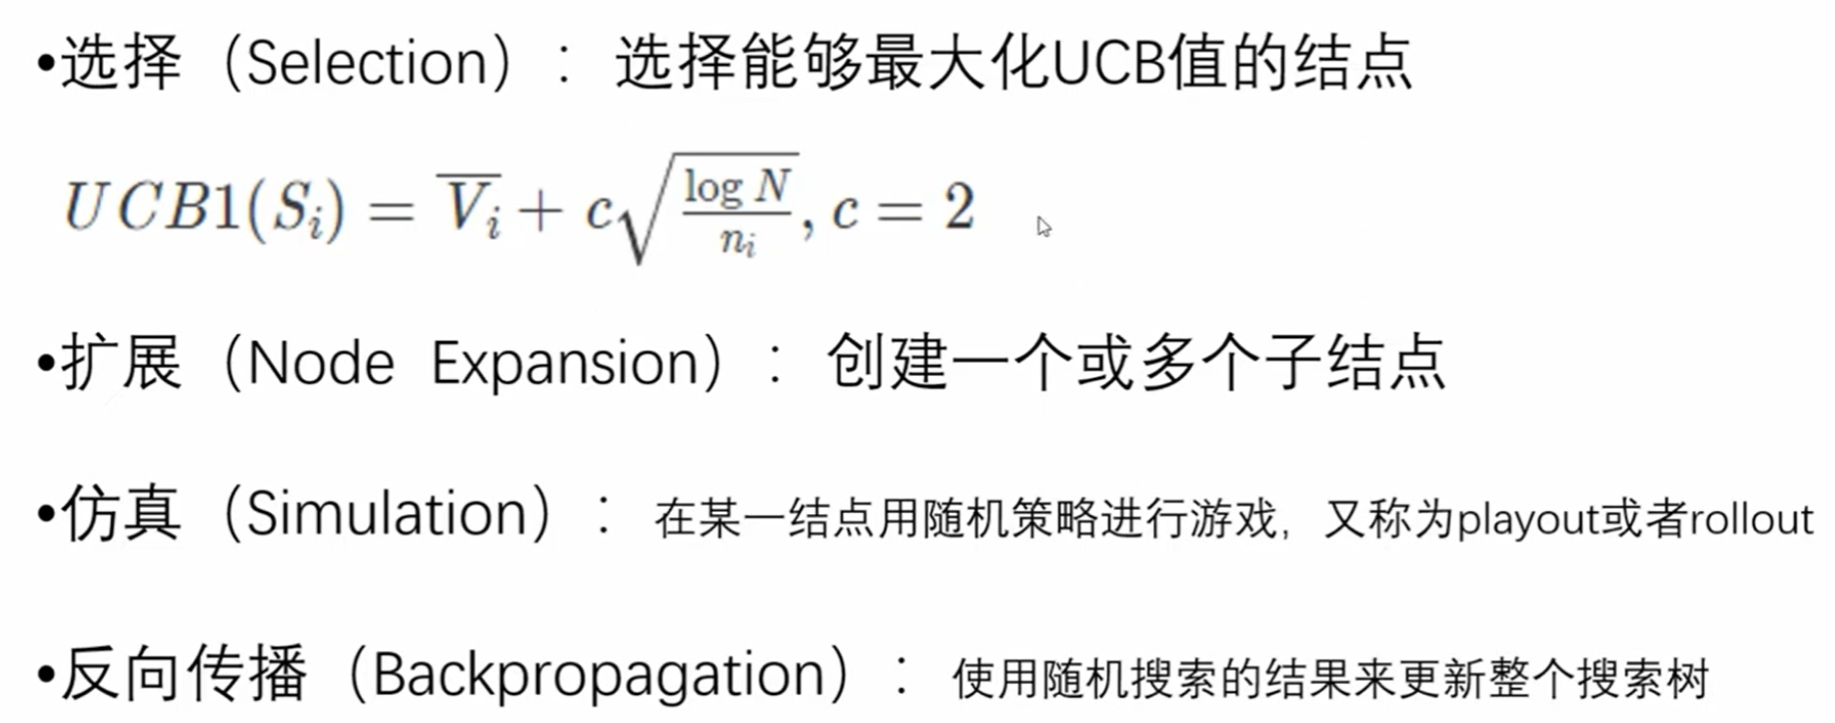 •选择（Selection）：选择能够最大化UCB值的结点
UCB1(S_i) = \overline{V_i} + c\sqrt{\frac{\log N}{n_i}}, c = 2
•扩展（Node Expansion）：创建一个或多个子结点
•仿真（Simulation）：在某一结点用随机策略进行游戏，又称为playout或者rollout
•反向传播（Backpropagation）：使用随机搜索的结果来更新整个搜索树